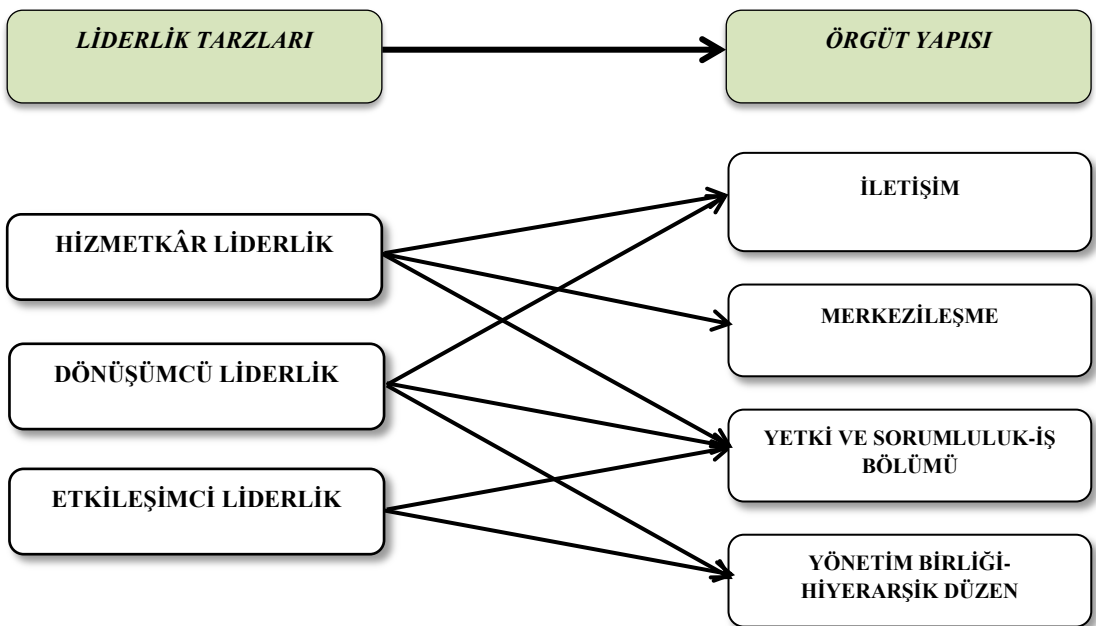 LİDERLİK TARZLARI
ÖRGÜT YAPISI
HİZMETKÂR LİDERLİK
DÖNÜŞÜMCÜ LİDERLİK
ETKİLEŞİMCİ LİDERLİK
İLETİŞİM
MERKEZİLEŞME
YETKİ VE SORUMLULUK-İŞ
BÖLÜMÜ
YÖNETİM BİRLİĞİ-
HİYERARŞİK DÜZEN